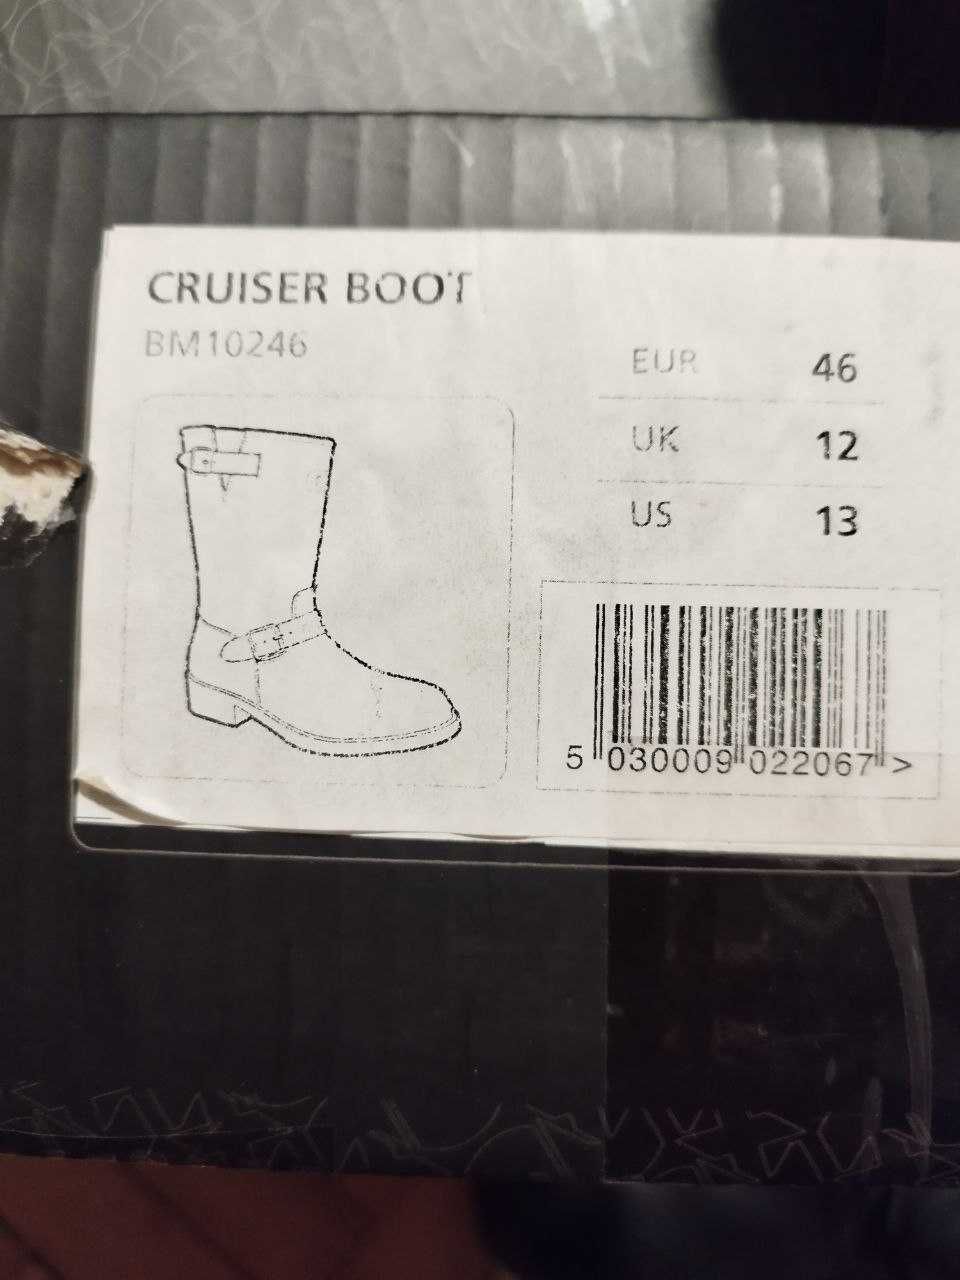 CRUISER BOOT
BM10246
EUR 46
UK 12
US 13
5 030009 022067 >